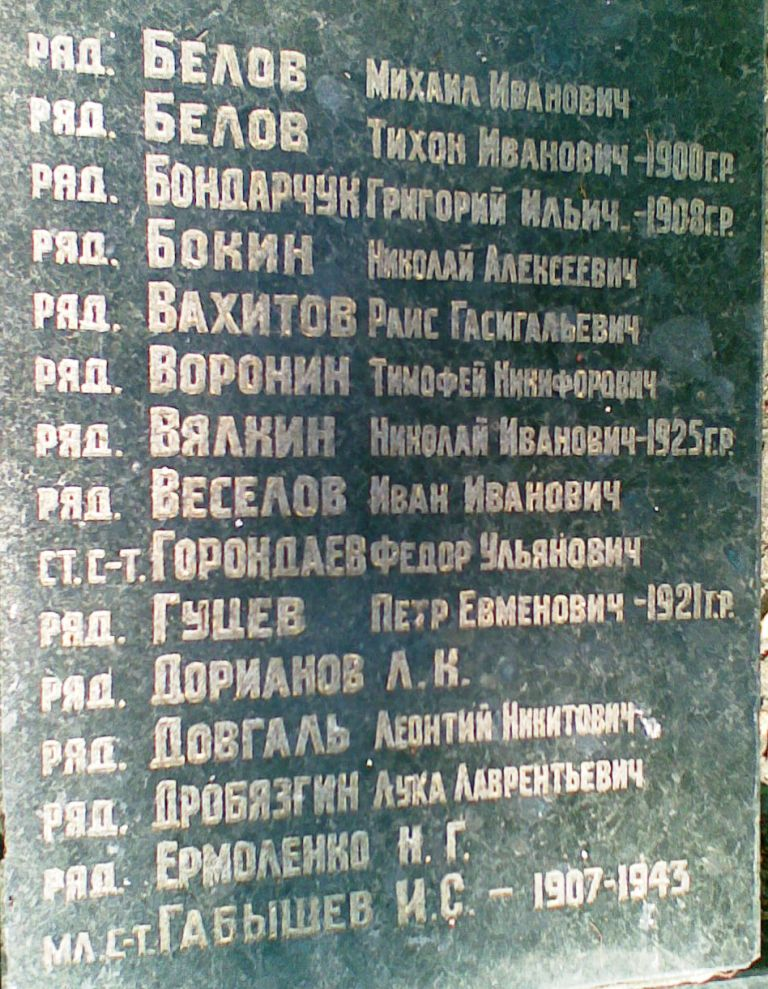 ряд. Белов Михаил Иванович
ряд. Белов Тихон Иванович-1900г.р.
ряд. Бондарчук Григорий Ильич.-1908г.р.
ряд. Бокин Николай Алексеевич
ряд. Вахитов Раис Гасигальевич
ряд. Воронин Тимофей Никифорович
ряд. Вялкин Николай Иванович-1925г.р.
ряд. Веселов Иван Иванович
ст.с-т. Горондаев Федор Ульянович
ряд. Гуцев Петр Евменович-1921г.р.
ряд. Дорианов Л.К.
ряд. Довгаль Леонтий Никитович
ряд. Дробязгин Лука Лаврентьевич
ряд. Ермоленко Н.Г.
мл.с-т. Габышев И.С. - 1907-1943